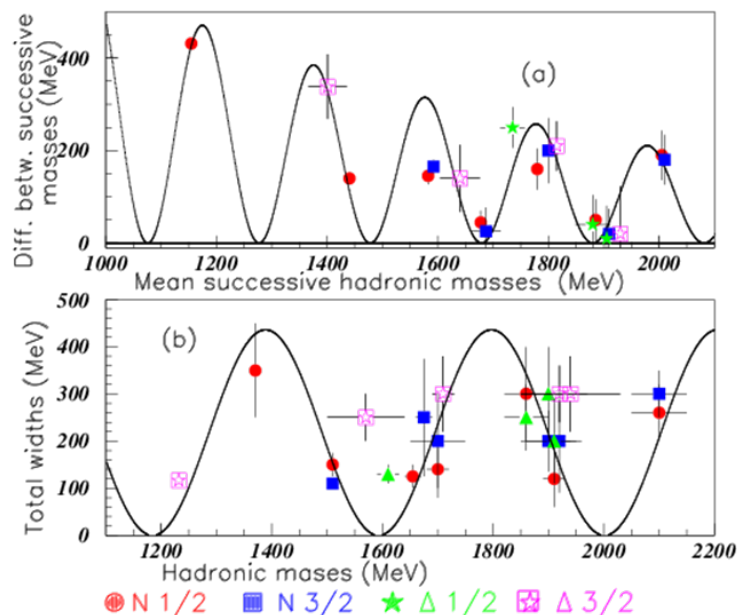 Diff. betw. successive
masses (MeV)
400
200
0
(a)
1000 1200 1400 1600 1800 2000
Mean successive hadronic masses (MeV)
Total widths (MeV)
500
400
300
200
100
0
(b)
1200 1400 1600 1800 2000 2200
Hadronic mases (MeV)
N 1/2 N 3/2 Δ 1/2 Δ 3/2